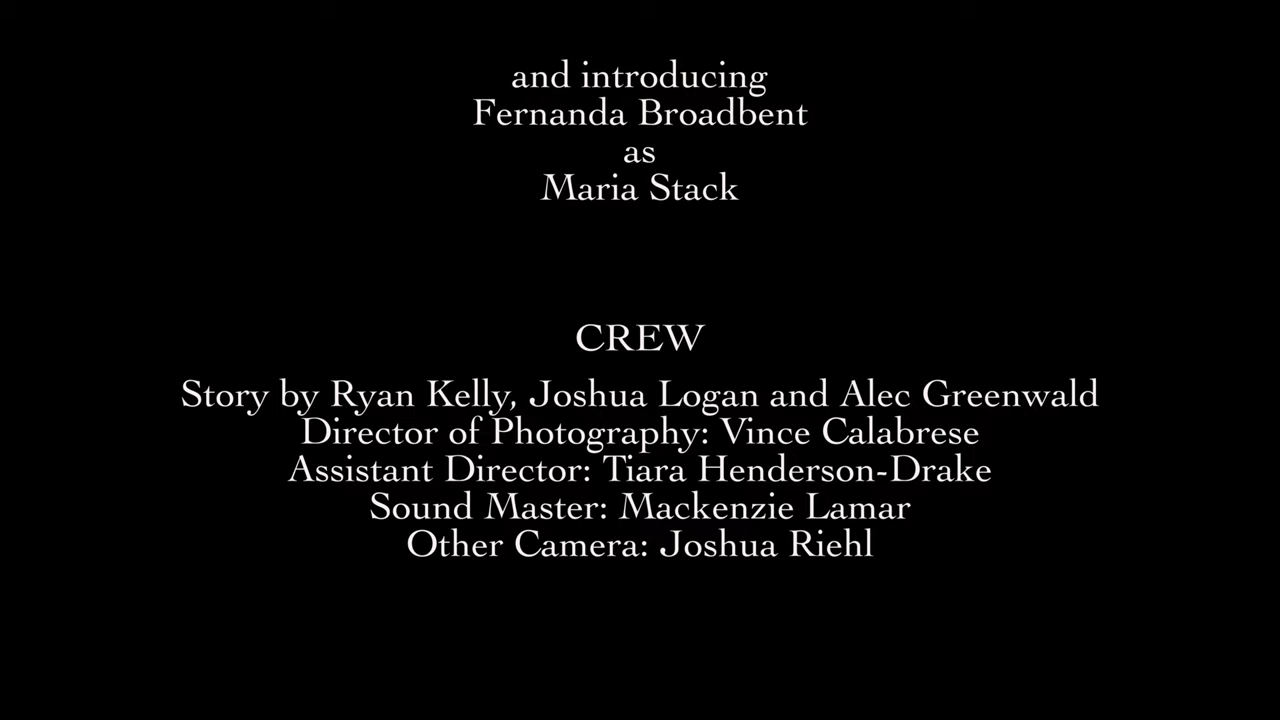 and introducing
Fernanda Broadbent
as
Maria Stack
CREW
Story by Ryan Kelly, Joshua Logan and Alec Greenwald
Director of Photography: Vince Calabrese
Assistant Director: Tiara Henderson-Drake
Sound Master: Mackenzie Lamar
Other Camera: Joshua Riehl